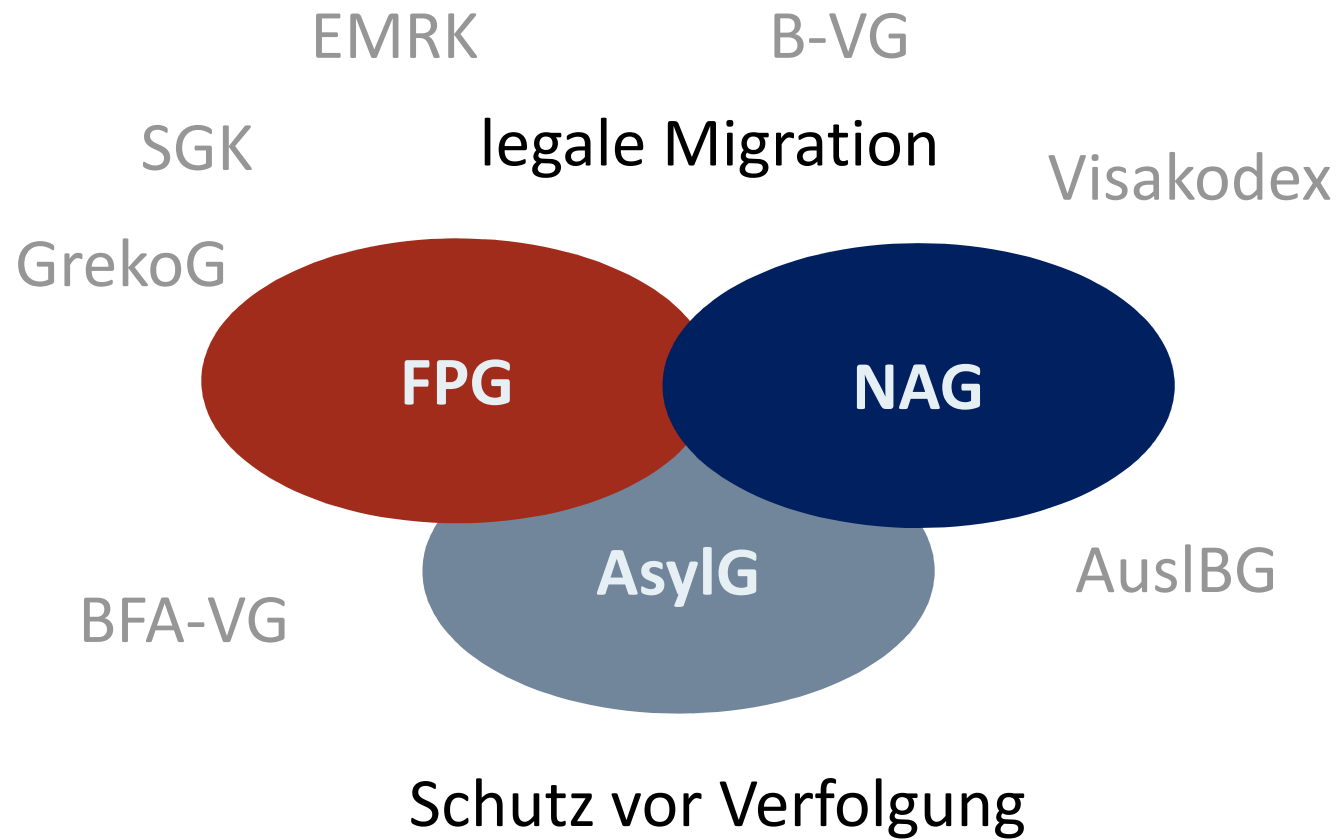 EMRK
B-VG
SGK
legale Migration
Visakodex
GrekoG
FPG
NAG
AsylG
AuslBG
BFA-VG
Schutz vor Verfolgung